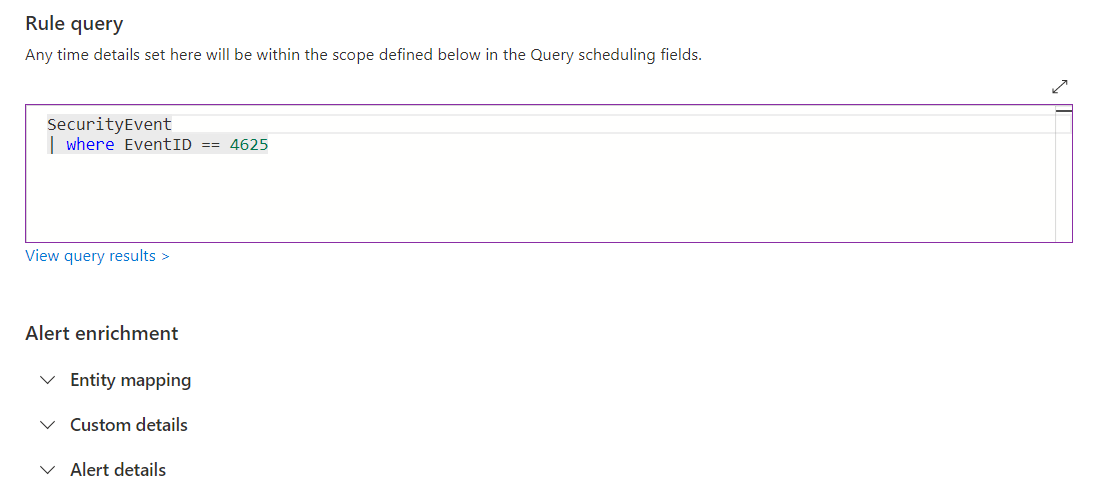 Rule query
Any time details set here will be within the scope defined below in the Query scheduling fields.
SecurityEvent
| where EventID == 4625
View query results >
Alert enrichment
Entity mapping
Custom details
Alert details